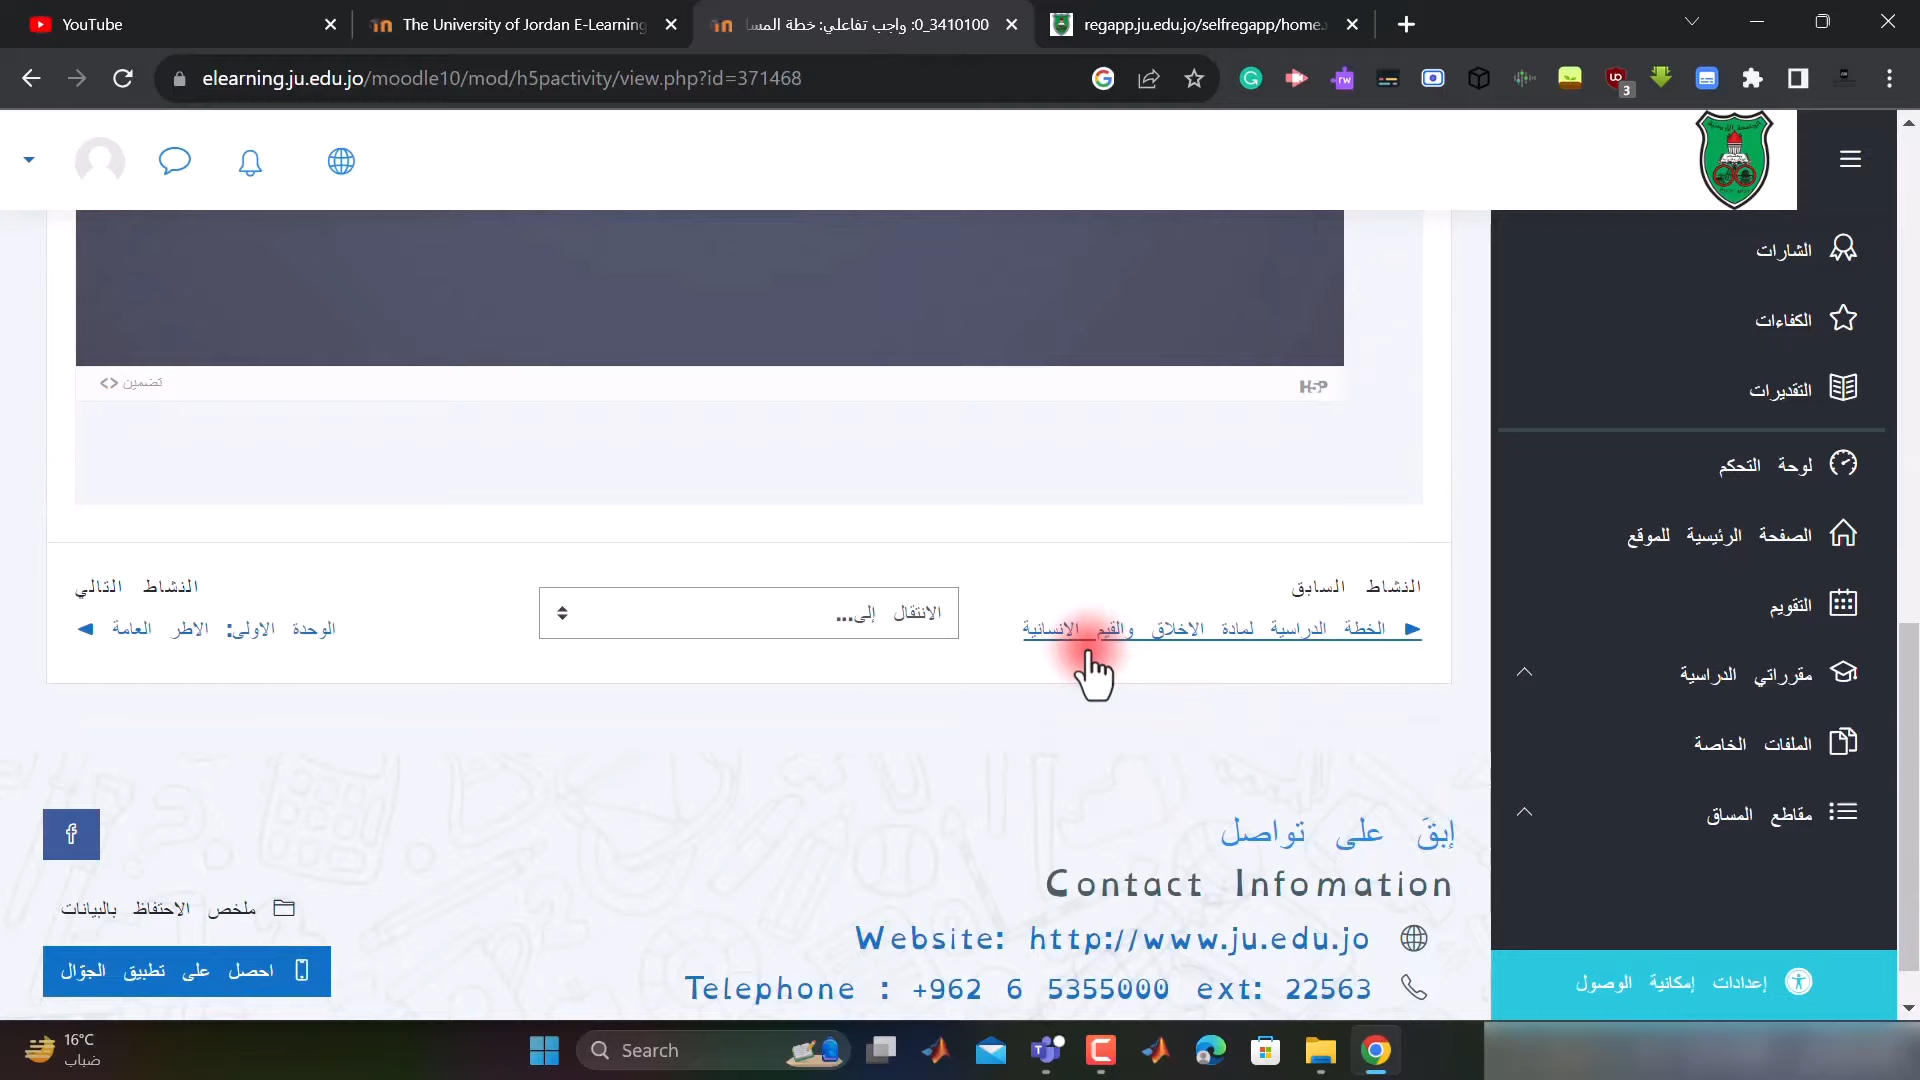 YouTube
The University of Jordan E-Learning
0_3410100: واجب تفاعلي: خطة المسا
regapp.ju.edu.jo/selfregapp/home.
elearning.ju.edu.jo/moodle10/mod/h5pactivity/view.php?id=371468
3
الشارات
الكفاءات
التقديرات
لوحة التحكم
الصفحة الرئيسية للموقع
التقويم
مقرراتي الدراسية
الملفات الخاصة
مقاطع المساق
إعدادات إمكانية الوصول
H5P
تضمين <>
النشاط السابق
► الخطة الدراسية لمادة الاخلاق والقيم الانسانية
الانتقال إلى...
النشاط التالي
الوحدة الاولى: الاطر العامة ◄
إبقَ على تواصل
Contact Infomation
Website: http://www.ju.edu.jo
Telephone : +962 6 5355000 ext: 22563
ملخص الاحتفاظ بالبيانات
احصل على تطبيق الجوّال
16°C
ضباب
Search